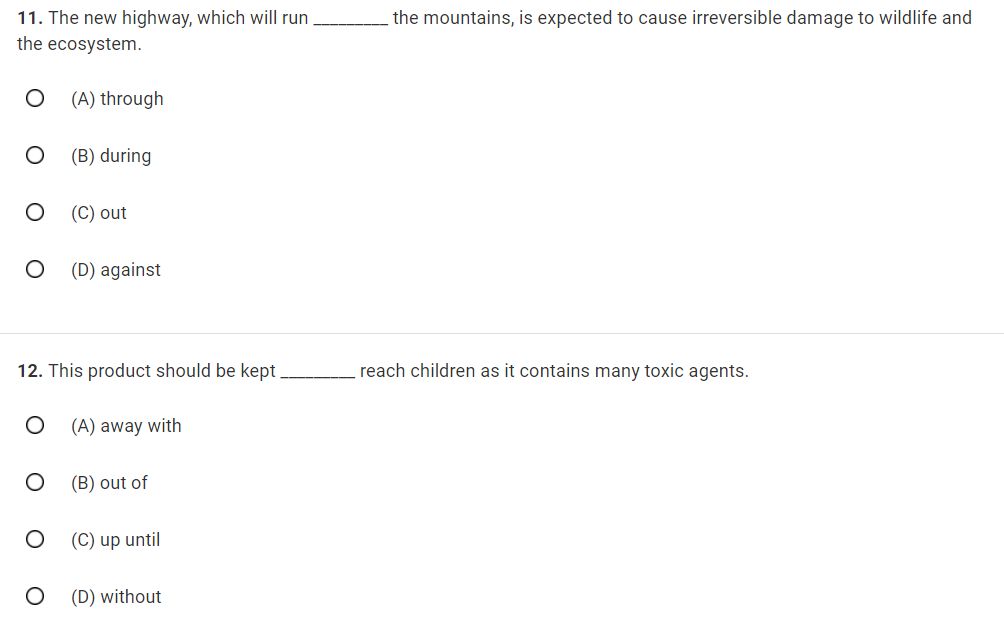 11. The new highway, which will run _________ the mountains, is expected to cause irreversible damage to wildlife and
the ecosystem.
(A) through
(B) during
(C) out
(D) against
12. This product should be kept _________ reach children as it contains many toxic agents.
(A) away with
(B) out of
(C) up until
(D) without